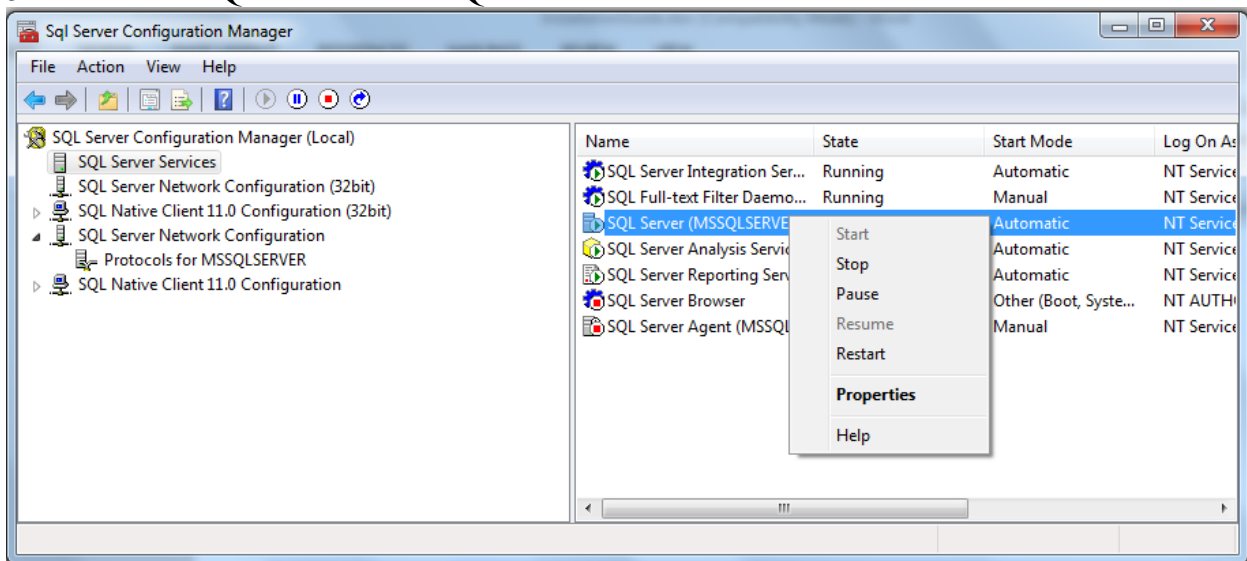 Sql Server Configuration Manager
File Action View Help
SQL Server Configuration Manager (Local)
SQL Server Services
SQL Server Network Configuration (32bit)
SQL Native Client 11.0 Configuration (32bit)
SQL Server Network Configuration
Protocols for MSSQLSERVER
SQL Native Client 11.0 Configuration
Name State Start Mode Log On As
SQL Server Integration Ser... Running Automatic NT Service
SQL Full-text Filter Daemo... Running Manual NT Service
SQL Server (MSSQLSERVE Automatic NT Service
SQL Server Analysis Servic Automatic NT Service
SQL Server Reporting Serv Automatic NT Service
SQL Server Browser Other (Boot, Syste... NT AUTH
SQL Server Agent (MSSQL Manual NT Service
Start
Stop
Pause
Resume
Restart
Properties
Help